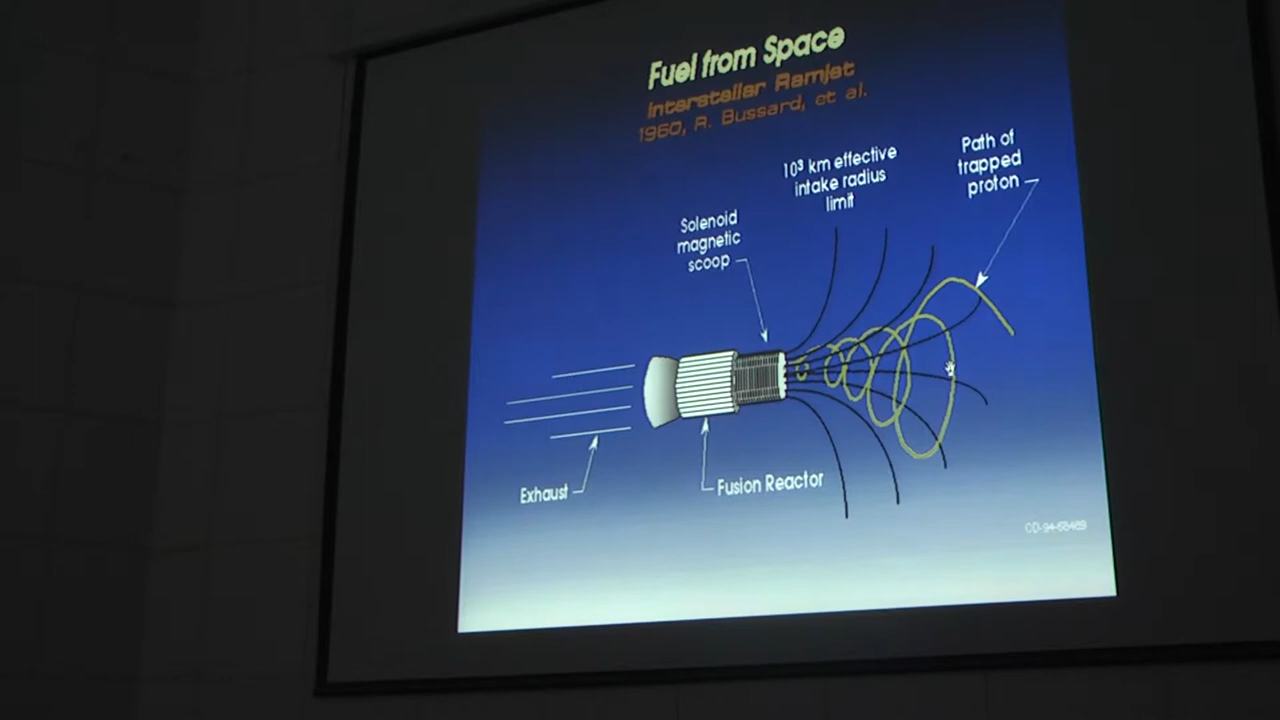 Fuel from Space
Interstellar Ramjet
1960, R. Bussard, et al.
10³ km effective
intake radius
limit
Path of
trapped
proton
Solenoid
magnetic
scoop
Exhaust
Fusion Reactor
CD-94-68469